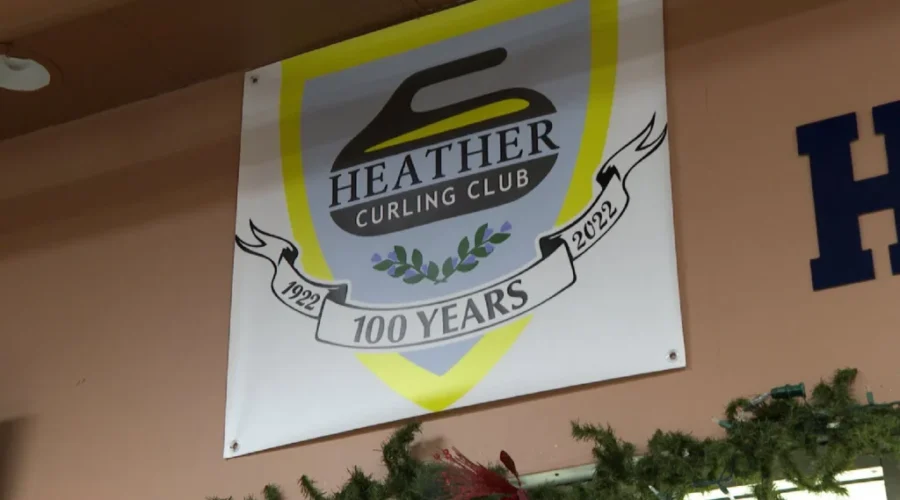 HEATHER
CURLING CLUB
1922
100 YEARS
2022
H